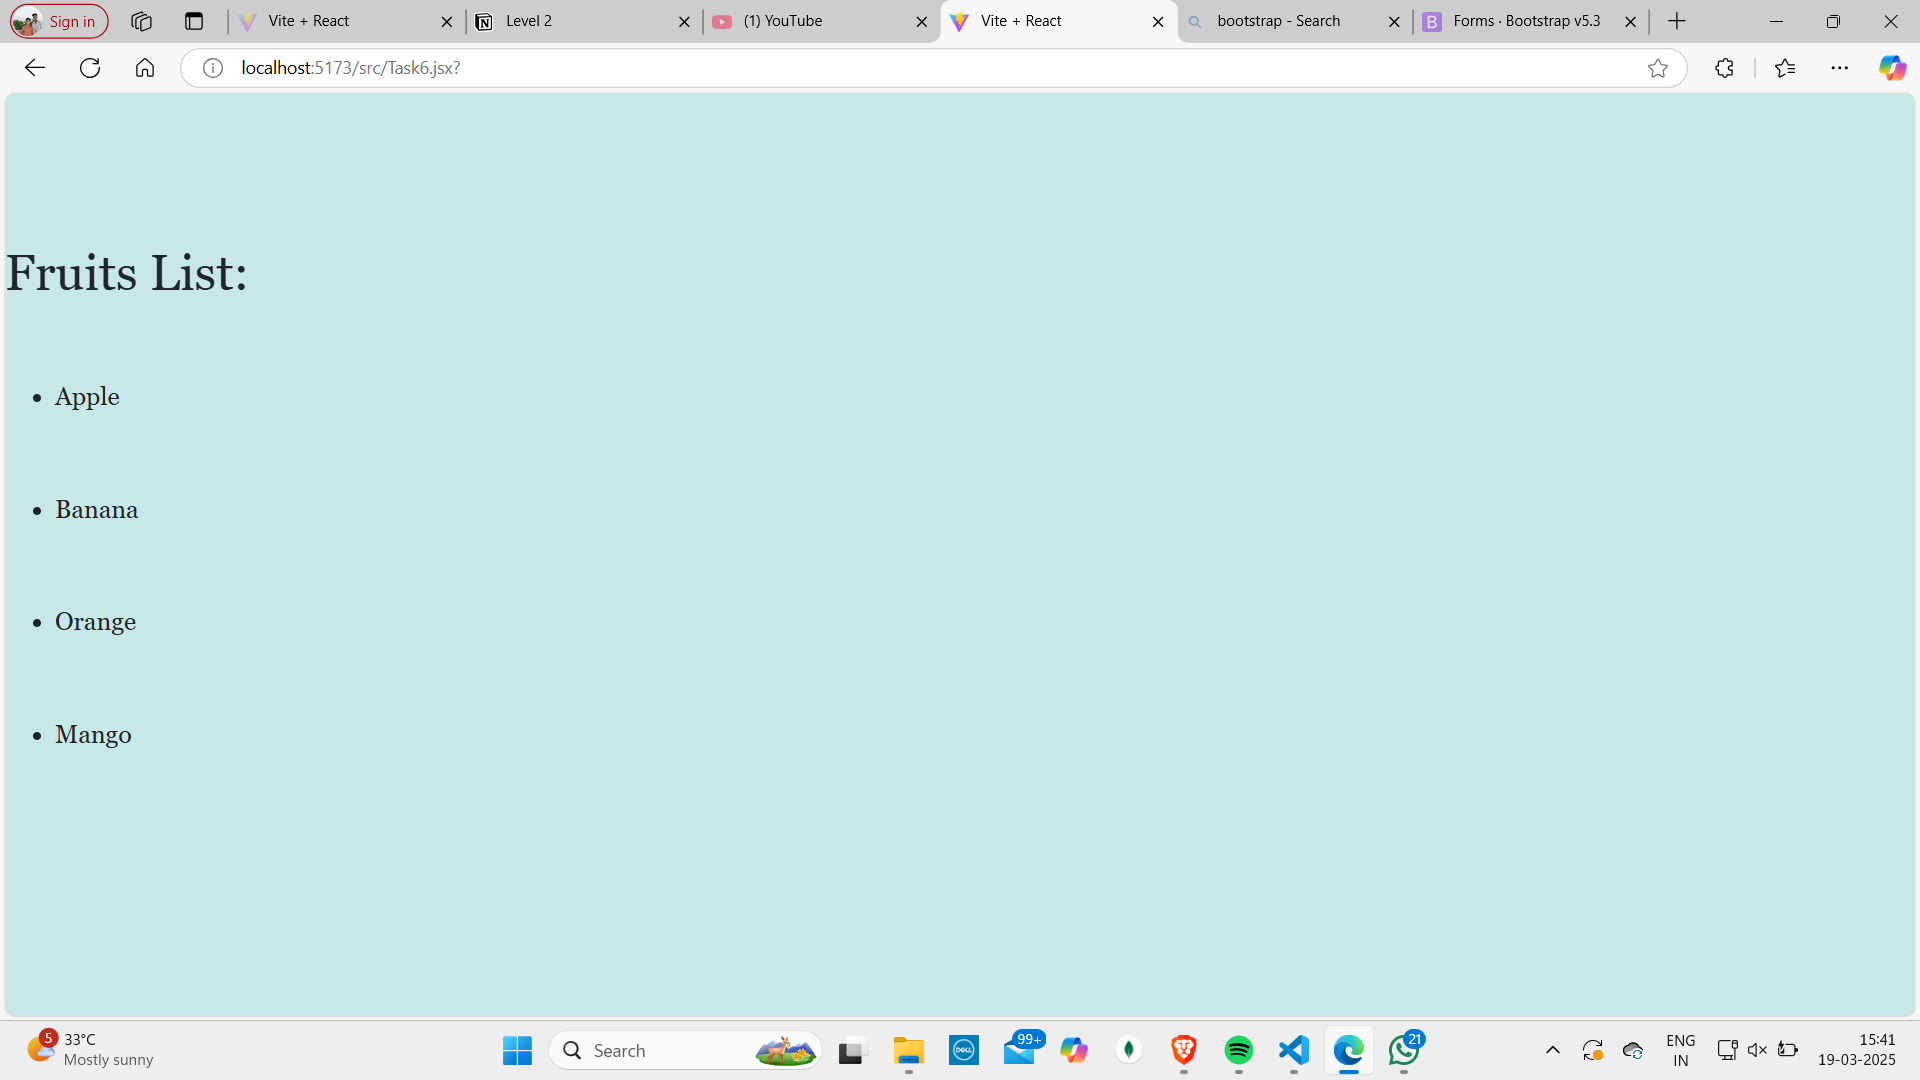 Sign in
Vite + React
Level 2
(1) YouTube
Vite + React
bootstrap - Search
Forms · Bootstrap v5.3
localhost:5173/src/Task6.jsx?
Fruits List:
Apple
Banana
Orange
Mango
5
33°C
Mostly sunny
Search
DELL
99+
21
ENG
IN
15:41
19-03-2025